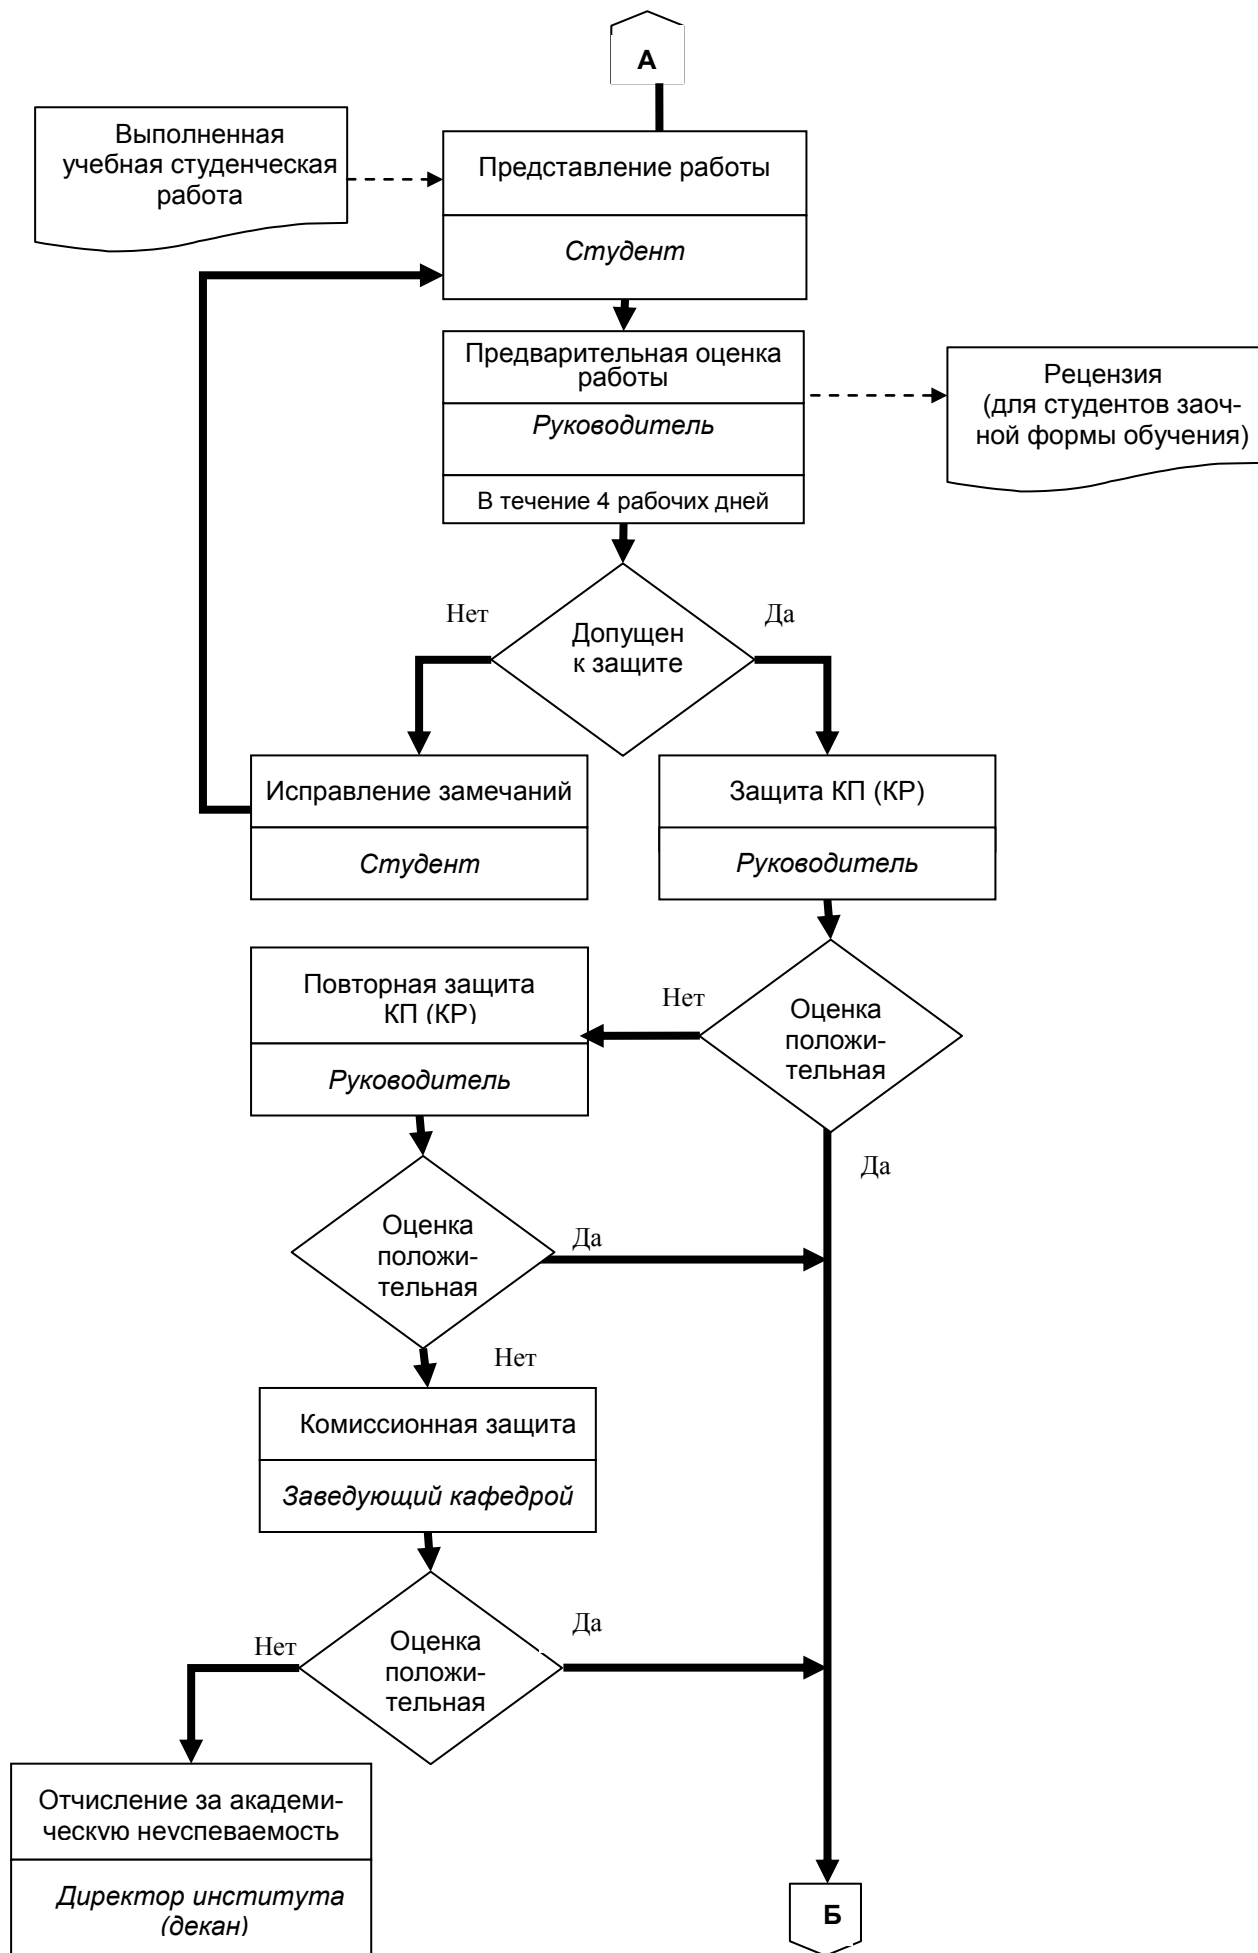 А
Выполненная
учебная студенческая
работа
Представление работы
Студент
Предварительная оценка
работы
Руководитель
В течение 4 рабочих дней
Рецензия
(для студентов заоч-
ной формы обучения)
Нет
Да
Допущен
к защите
Исправление замечаний
Студент
Защита КП (КР)
Руководитель
Повторная защита
КП (КР)
Руководитель
Нет
Оценка
положи-
тельная
Да
Оценка
положи-
тельная
Да
Нет
Комиссионная защита
Заведующий кафедрой
Нет
Оценка
положи-
тельная
Да
Отчисление за академи-
ческую неуспеваемость
Директор института
(декан)
Б